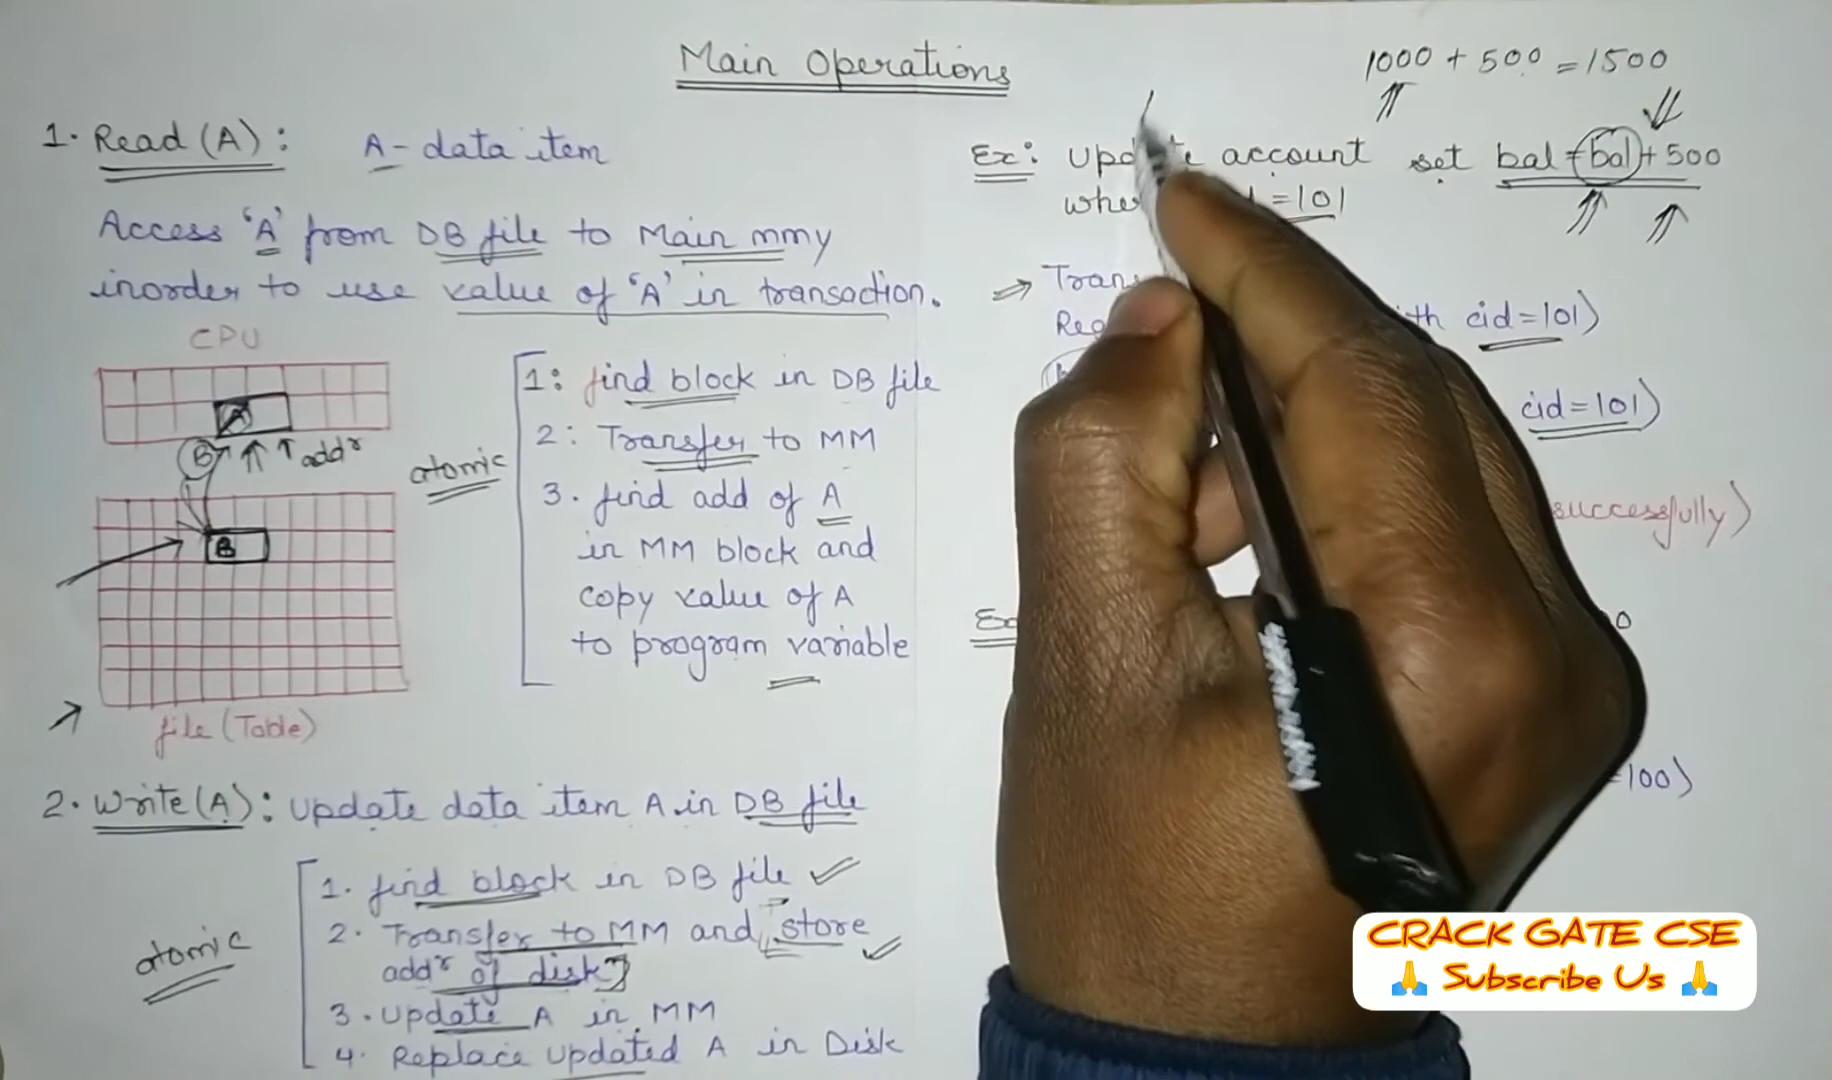 Main Operations
1. Read (A): A - data item
Access 'A' from DB file to Main mmy
inorder to use value of 'A' in transaction.
CPU
A
B
addr
B
file (Table)
atomic
1: find block in DB file
2: Transfer to MM
3. find add of A
in MM block and
copy value of A
to program variable
2. Write (A): Update data item A in DB file
atomic
1. find block in DB file
2. Transfer to MM and store
addr of disk
3. Update A in MM
4. Replace updated A in Disk
1000 + 500 = 1500
Ex: account set bal = bal + 500
= 101
cid = 101)
cid = 101)
successfully)
= 100)
CRACK GATE CSE
🙏 Subscribe Us 🙏